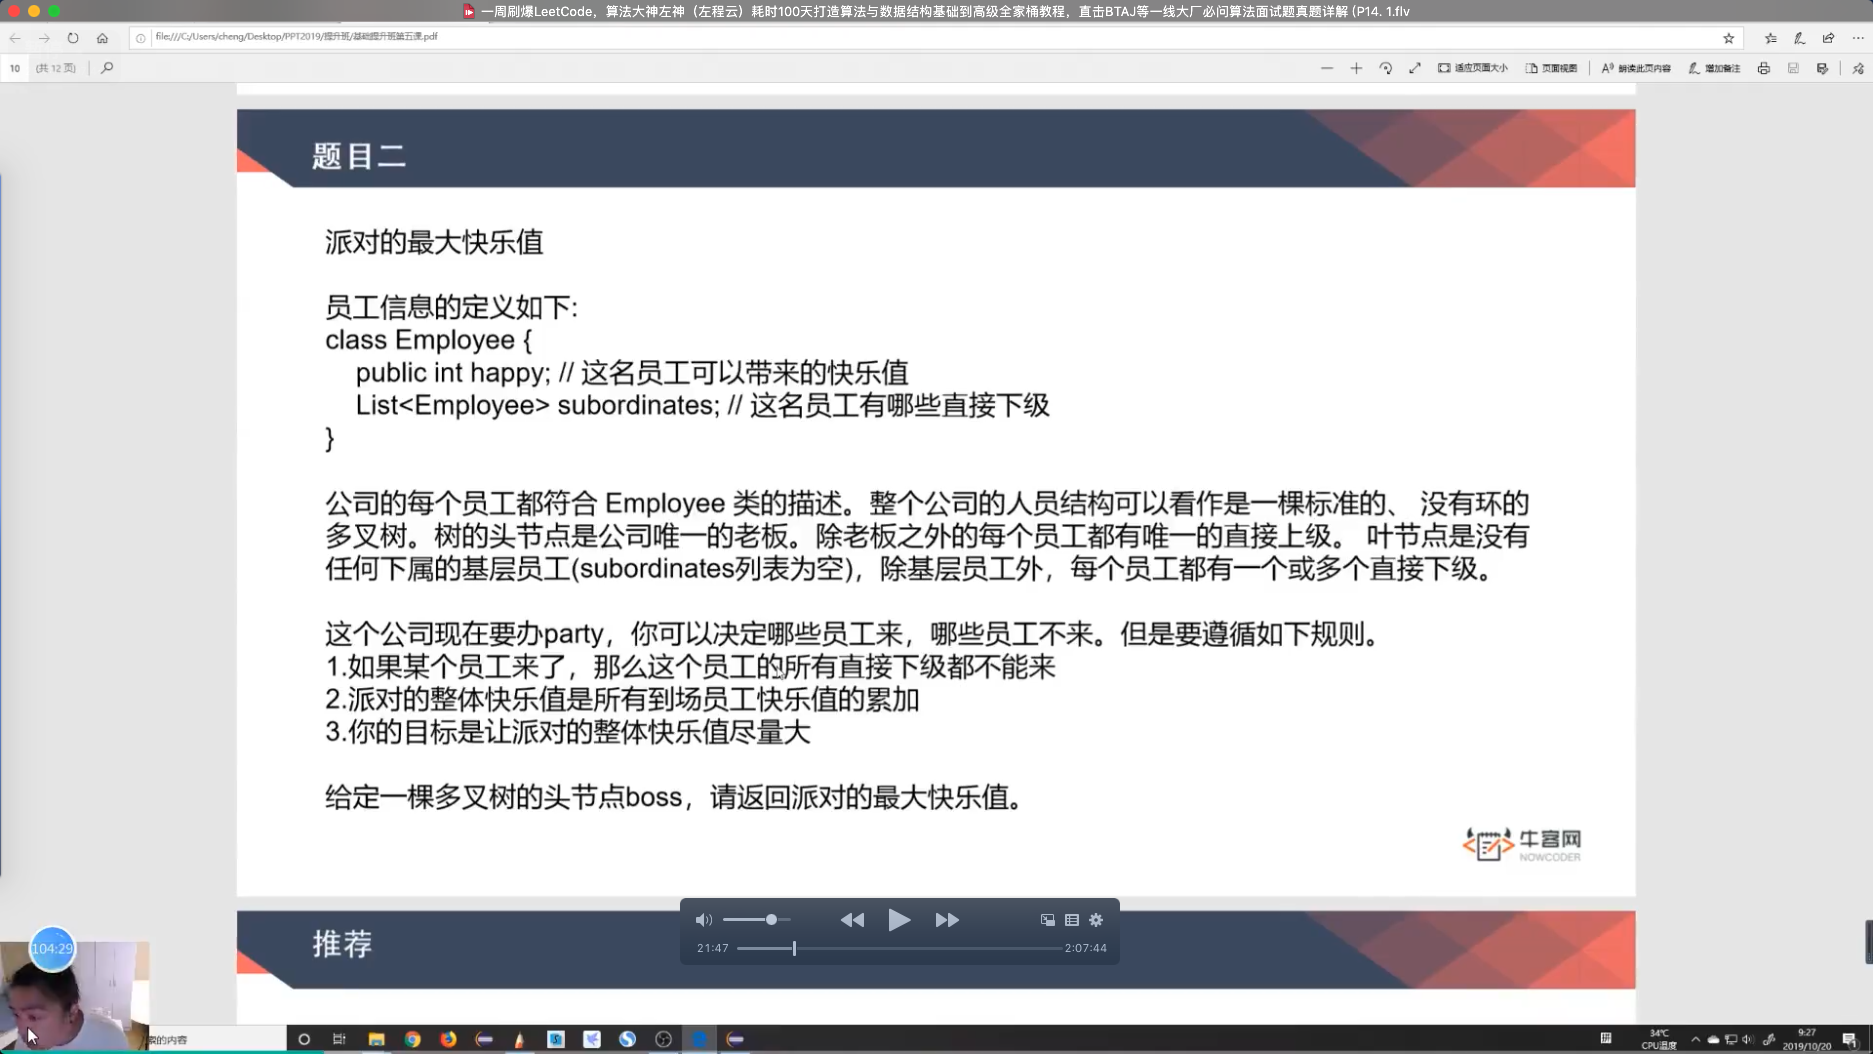 一周刷爆LeetCode，算法大神左神（左程云）耗时100天打造算法与数据结构基础到高级全家桶教程，直击BTAJ等一线大厂必问算法面试题真题详解 (P14. 1.flv
file:///C:/Users/cheng/Desktop/PPT2019/提升班/基础提升班第五课.pdf
10 (共 12 页) 适应页面大小 页面视图 朗读此页内容 增加备注
题目二
派对的最大快乐值
员工信息的定义如下:
class Employee {
public int happy; // 这名员工可以带来的快乐值
List<Employee> subordinates; // 这名员工有哪些直接下级
}
公司的每个员工都符合 Employee 类的描述。整个公司的人员结构可以看作是一棵标准的、 没有环的
多叉树。树的头节点是公司唯一的老板。除老板之外的每个员工都有唯一的直接上级。 叶节点是没有
任何下属的基层员工(subordinates列表为空)，除基层员工外，每个员工都有一个或多个直接下级。
这个公司现在要办party，你可以决定哪些员工来，哪些员工不来。但是要遵循如下规则。
1.如果某个员工来了，那么这个员工的所有直接下级都不能来
2.派对的整体快乐值是所有到场员工快乐值的累加
3.你的目标是让派对的整体快乐值尽量大
给定一棵多叉树的头节点boss，请返回派对的最大快乐值。
牛客网
NOWCODER
推荐
21:47 2:07:44
104:29
的内容
34℃
CPU温度
9:27
2019/10/20